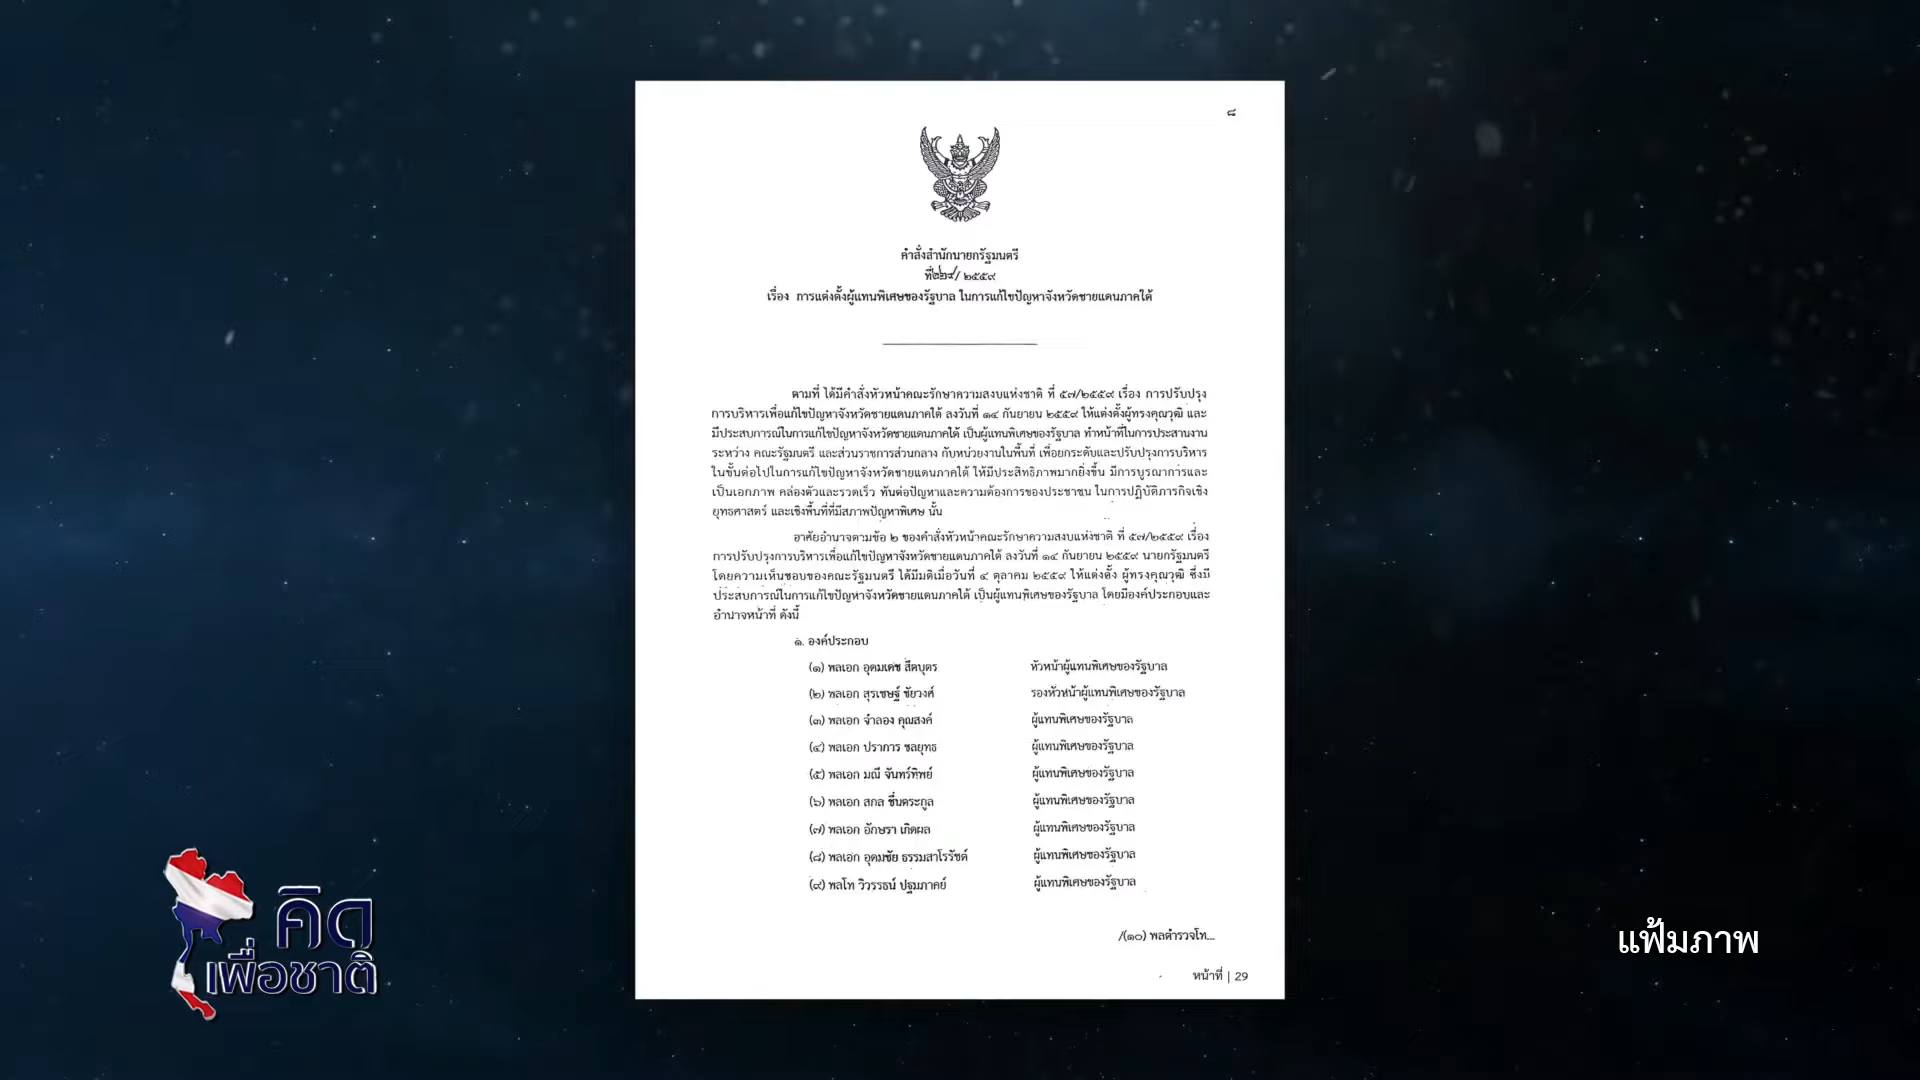 ๘
คำสั่งสำนักนายกรัฐมนตรี
ที่๒๒๙/ ๒๕๕๙
เรื่อง การแต่งตั้งผู้แทนพิเศษของรัฐบาล ในการแก้ไขปัญหาจังหวัดชายแดนภาคใต้
ตามที่ ได้มีคำสั่งหัวหน้าคณะรักษาความสงบแห่งชาติ ที่ ๕๗/๒๕๕๙ เรื่อง การปรับปรุง
การบริหารเพื่อแก้ไขปัญหาจังหวัดชายแดนภาคใต้ ลงวันที่ ๑๔ กันยายน ๒๕๕๙ ให้แต่งตั้งผู้ทรงคุณวุฒิ และ
มีประสบการณ์ในการแก้ไขปัญหาจังหวัดชายแดนภาคใต้ เป็นผู้แทนพิเศษของรัฐบาล ทำหน้าที่ในการประสานงาน
ระหว่าง คณะรัฐมนตรี และส่วนราชการส่วนกลาง กับหน่วยงานในพื้นที่ เพื่อยกระดับและปรับปรุงการบริหาร
ในขั้นต่อไปในการแก้ไขปัญหาจังหวัดชายแดนภาคใต้ ให้มีประสิทธิภาพมากยิ่งขึ้น มีการบูรณาการและ
เป็นเอกภาพ คล่องตัวและรวดเร็ว ทันต่อปัญหาและความต้องการของประชาชน ในการปฏิบัติภารกิจเชิง
ยุทธศาสตร์ และเชิงพื้นที่ที่มีสภาพปัญหาพิเศษ นั้น
อาศัยอำนาจตามข้อ ๒ ของคำสั่งหัวหน้าคณะรักษาความสงบแห่งชาติ ที่ ๕๗/๒๕๕๙ เรื่อง
การปรับปรุงการบริหารเพื่อแก้ไขปัญหาจังหวัดชายแดนภาคใต้ ลงวันที่ ๑๔ กันยายน ๒๕๕๙ นายกรัฐมนตรี
โดยความเห็นชอบของคณะรัฐมนตรี ได้มีมติเมื่อวันที่ ๔ ตุลาคม ๒๕๕๙ ให้แต่งตั้ง ผู้ทรงคุณวุฒิ ซึ่งมี
ประสบการณ์ในการแก้ไขปัญหาจังหวัดชายแดนภาคใต้ เป็นผู้แทนพิเศษของรัฐบาล โดยมีองค์ประกอบและ
อำนาจหน้าที่ ดังนี้
๑. องค์ประกอบ
(๑) พลเอก อุดมเดช สีตบุตร หัวหน้าผู้แทนพิเศษของรัฐบาล
(๒) พลเอก สุรเชษฐ์ ชัยวงศ์ รองหัวหน้าผู้แทนพิเศษของรัฐบาล
(๓) พลเอก จำลอง คุณสงค์ ผู้แทนพิเศษของรัฐบาล
(๔) พลเอก ปราการ ชลยุทธ ผู้แทนพิเศษของรัฐบาล
(๕) พลเอก มณี จันทร์ทิพย์ ผู้แทนพิเศษของรัฐบาล
(๖) พลเอก สกล ชื่นตระกูล ผู้แทนพิเศษของรัฐบาล
(๗) พลเอก อักษรา เกิดผล ผู้แทนพิเศษของรัฐบาล
(๘) พลเอก อุดมชัย ธรรมสาโรรัชต์ ผู้แทนพิเศษของรัฐบาล
(๙) พลโท วิวรรธน์ ปฐมภาคย์ ผู้แทนพิเศษของรัฐบาล
/(๑๐) พลตำรวจโท...
หน้าที่ | 29
คิด
เพื่อชาติ
แฟ้มภาพ